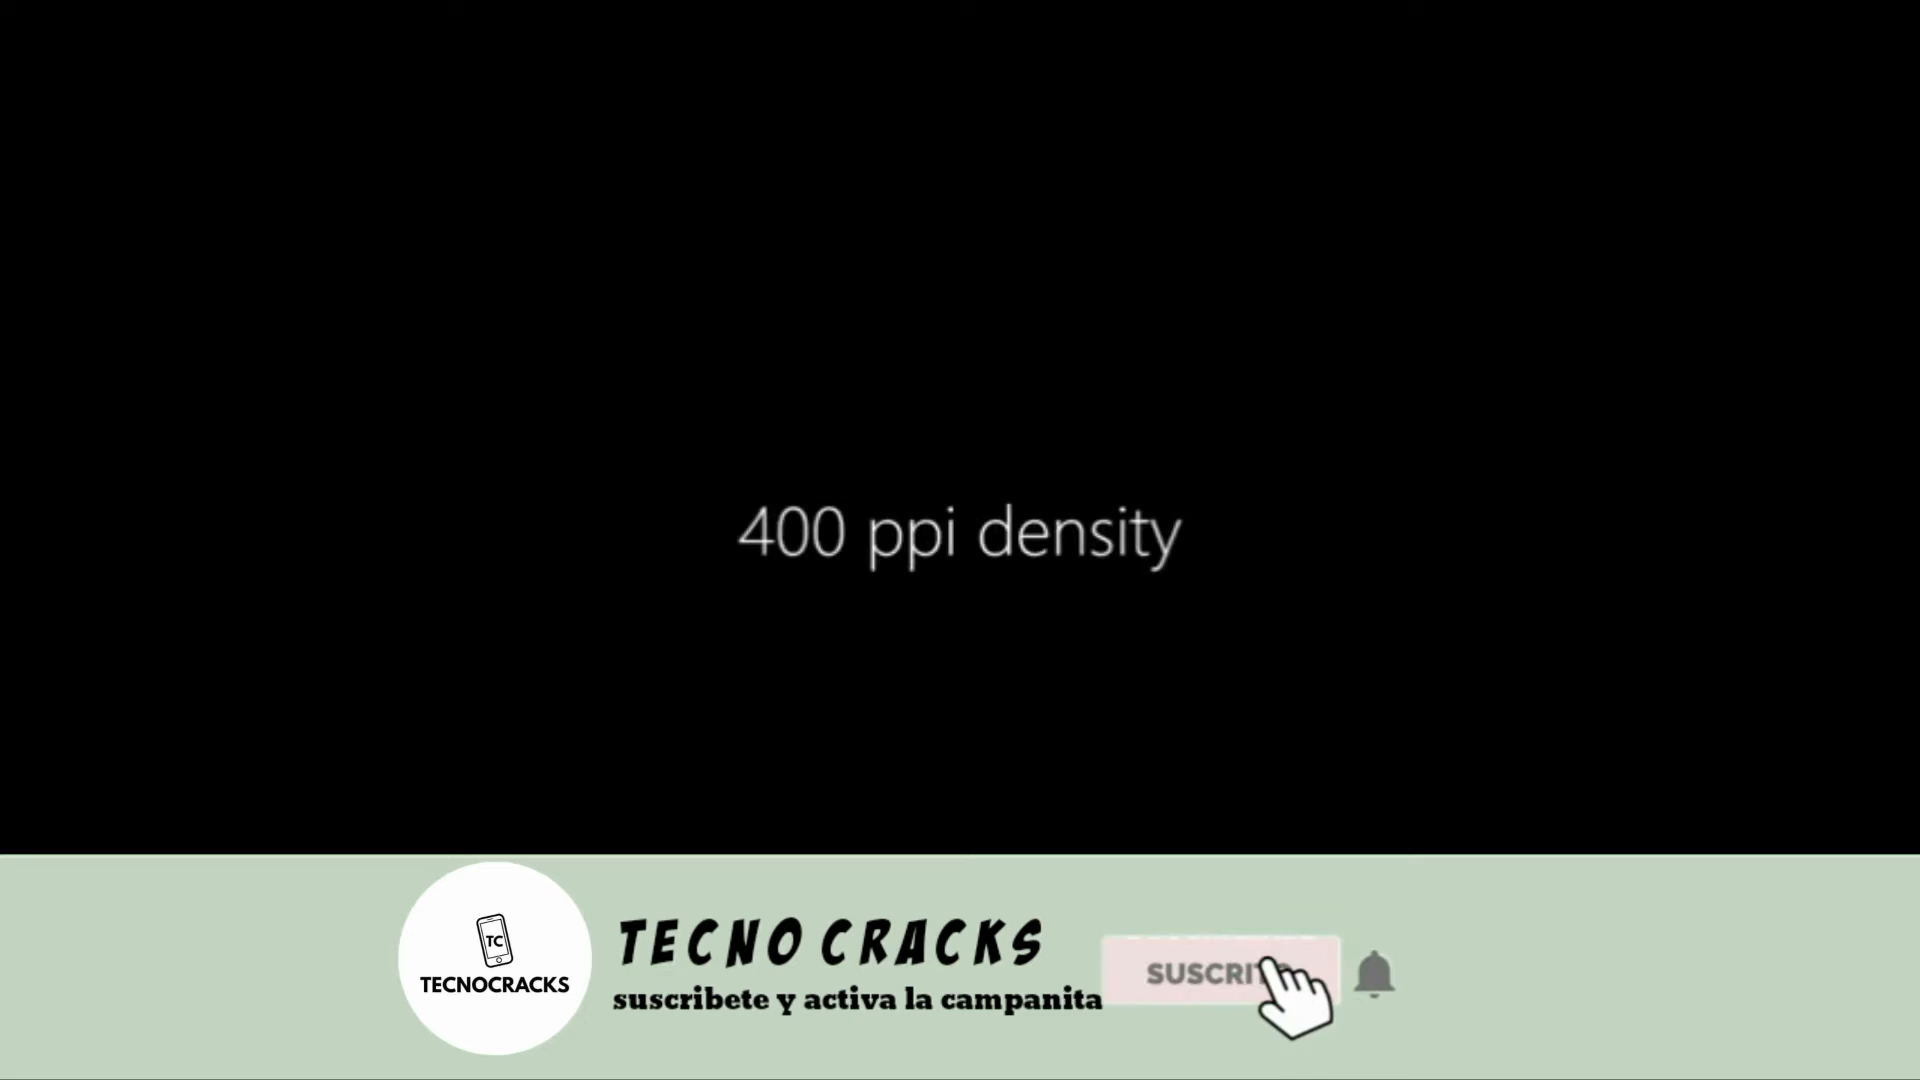 400 ppi density
TC
TECNOCRACKS
TECNO CRACKS
suscribete y activa la campanita